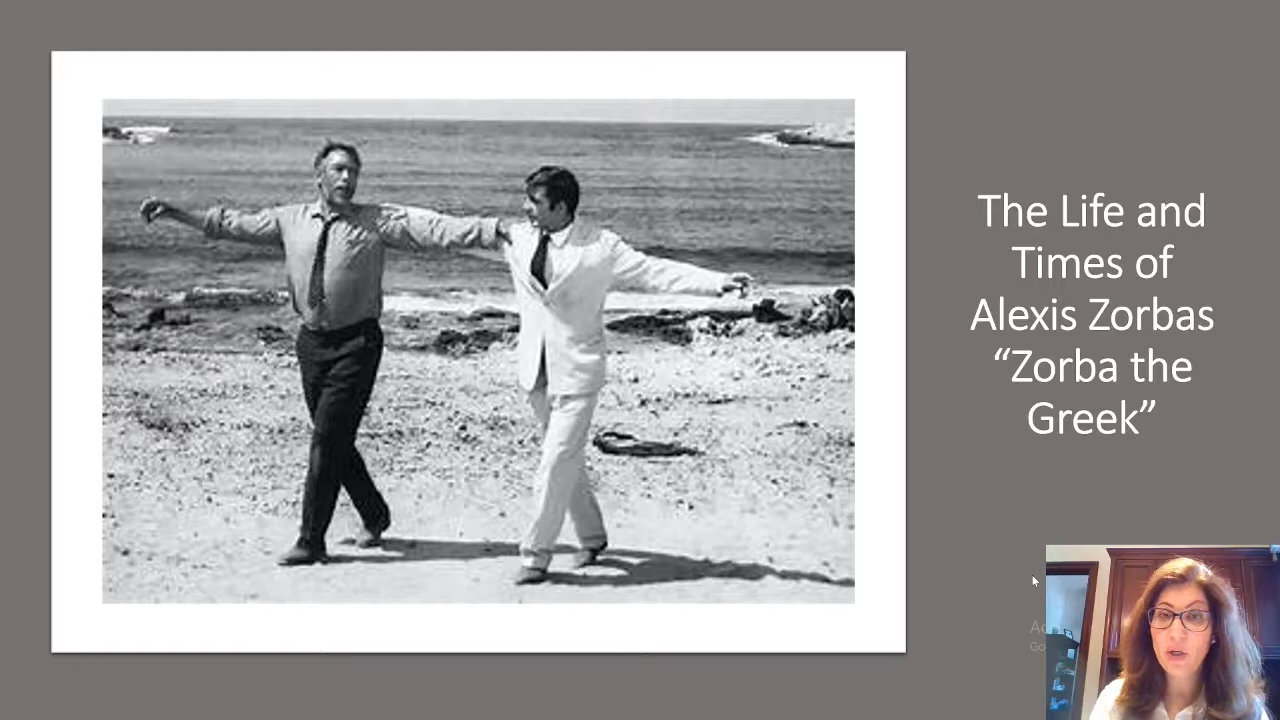 The Life and
Times of
Alexis Zorbas
“Zorba the
Greek”